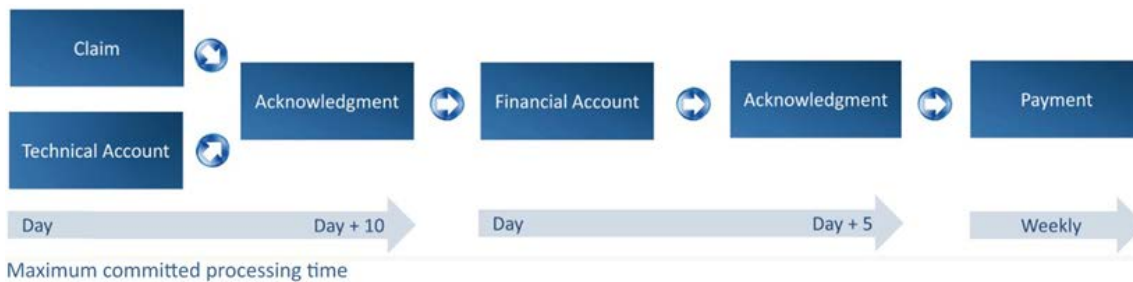 Claim
Technical Account
Acknowledgment
Financial Account
Acknowledgment
Payment
Day
Day + 10
Day
Day + 5
Weekly
Maximum committed processing time